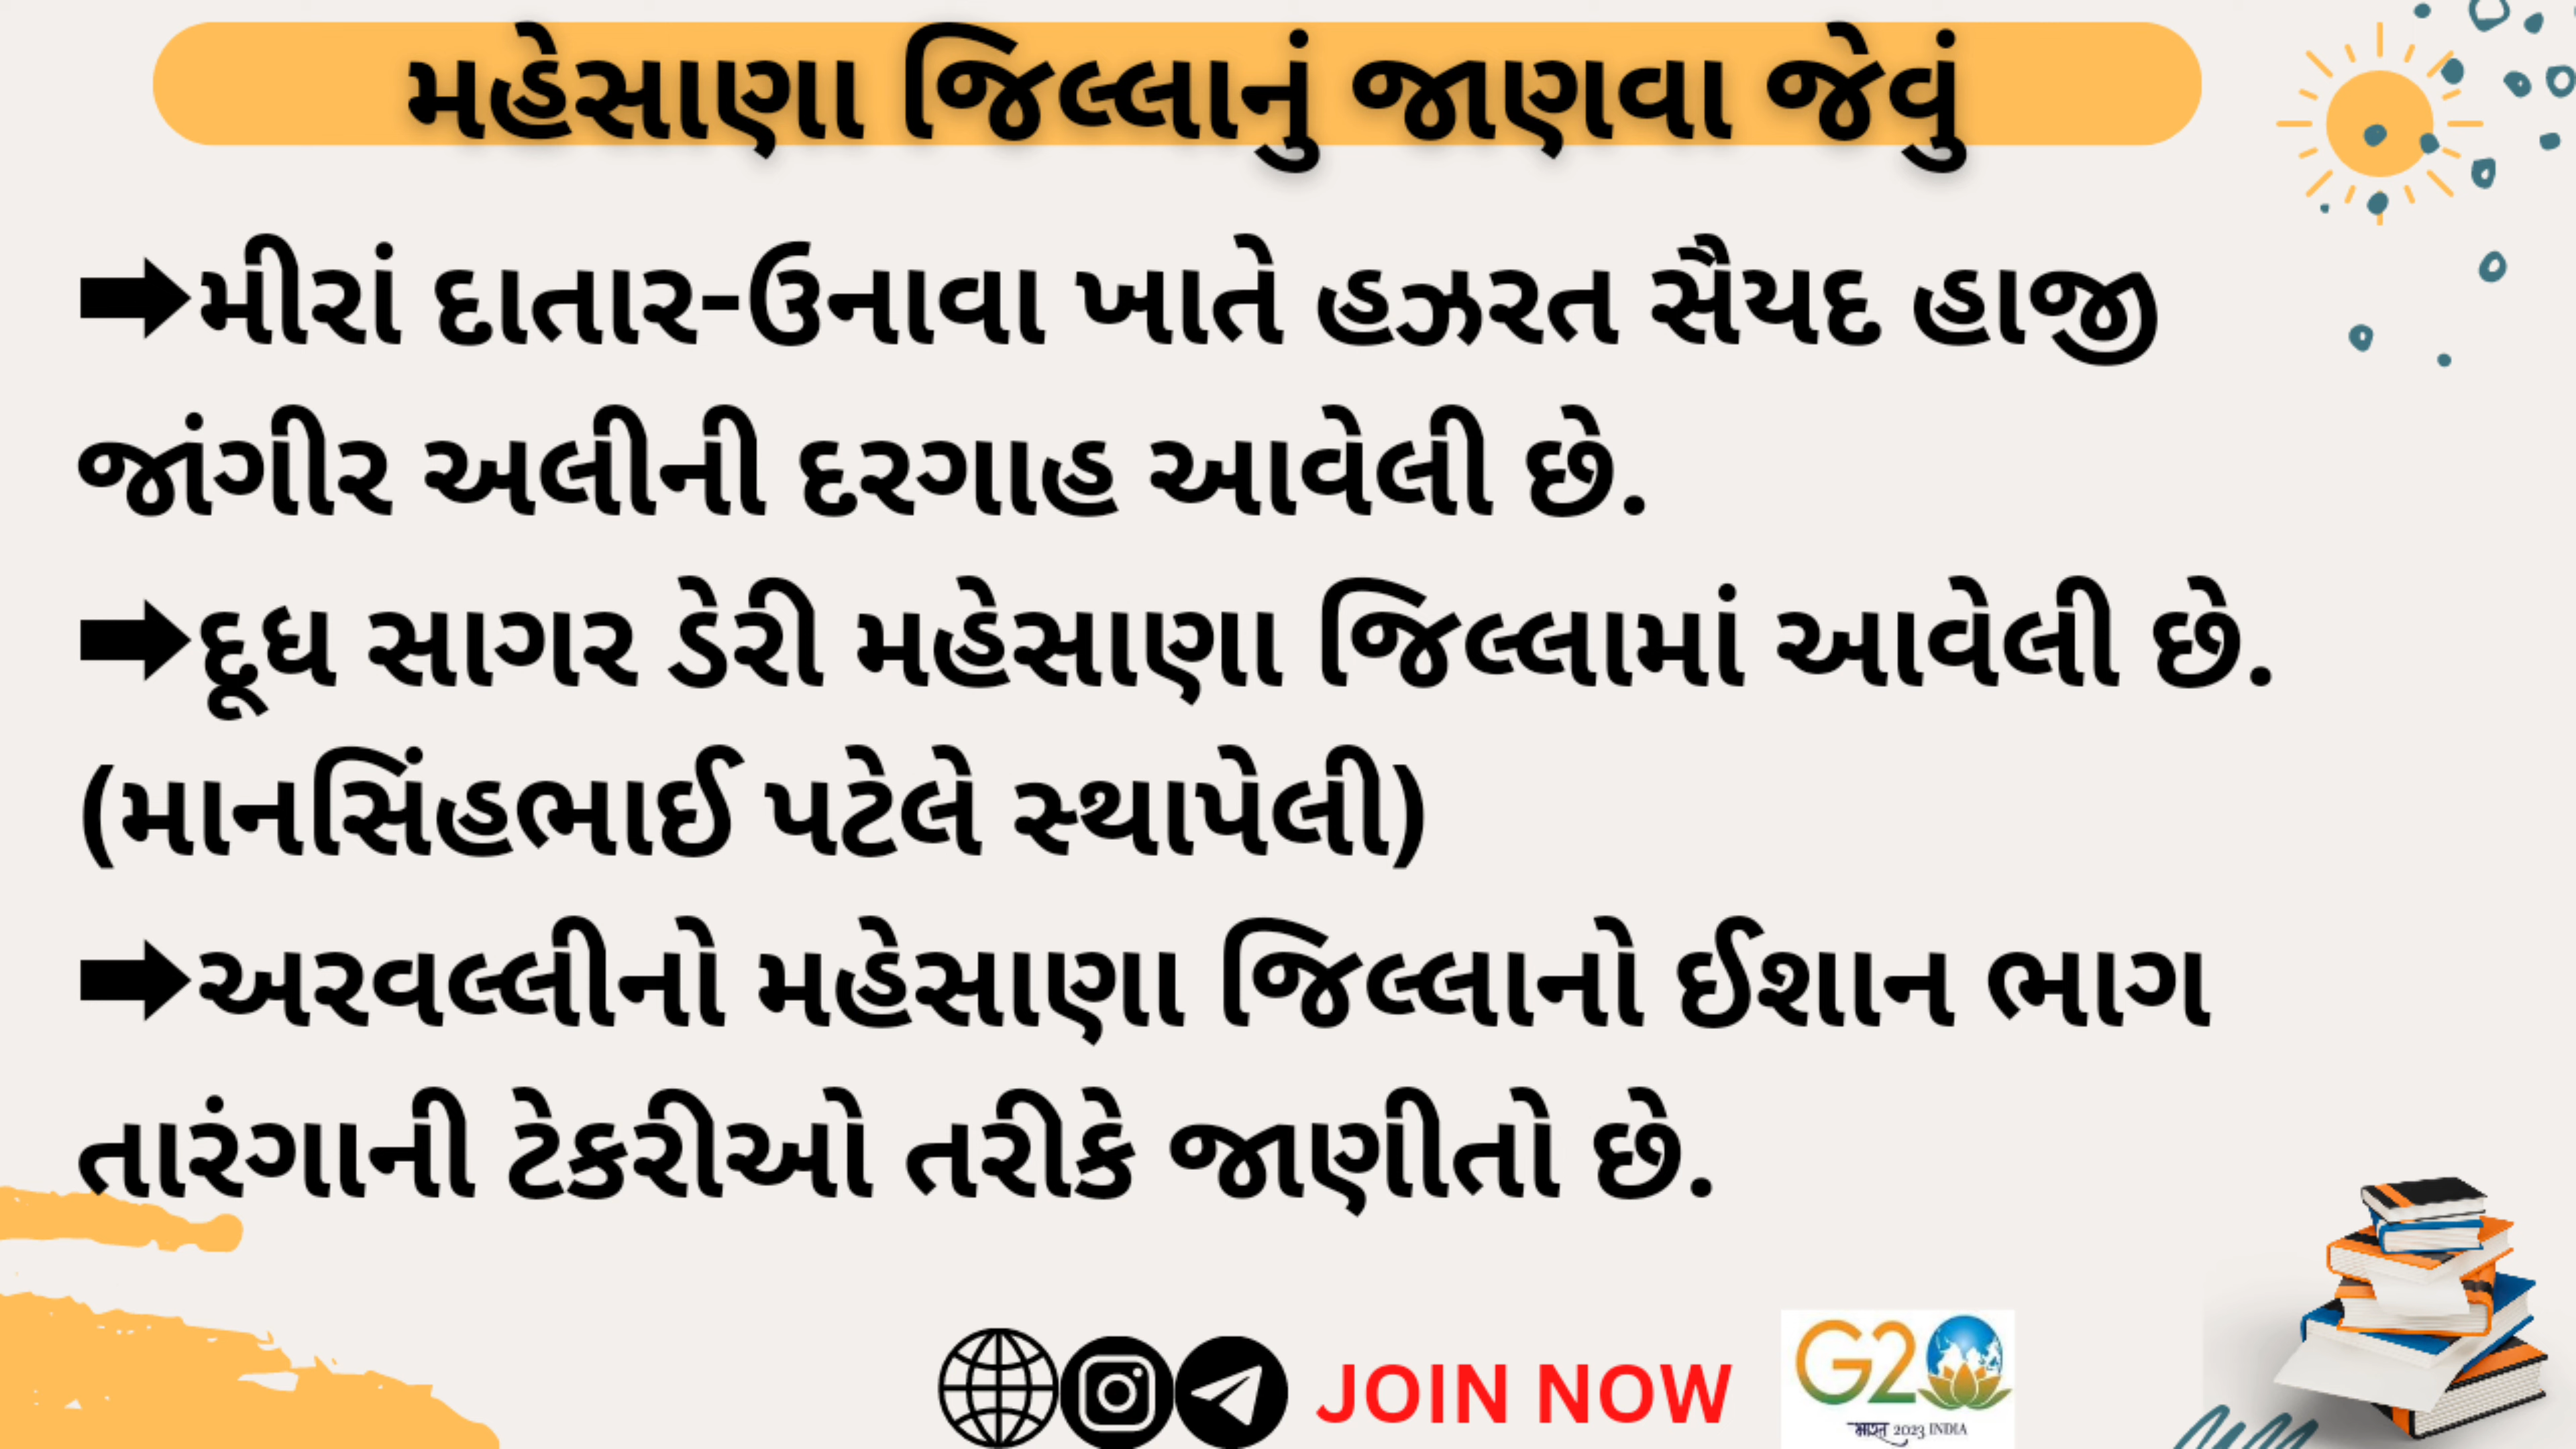 મહેસાણા જિલ્લાનું જાણવા જેવું
➡મીરાં દાતાર-ઉનાવા ખાતે હઝરત સૈયદ હાજી
જાંગીર અલીની દરગાહ આવેલી છે.
➡દૂધ સાગર ડેરી મહેસાણા જિલ્લામાં આવેલી છે.
(માનસિંહભાઈ પટેલે સ્થાપેલી)
➡અરવલ્લીનો મહેસાણા જિલ્લાનો ઈશાન ભાગ
તારંગાની ટેકરીઓ તરીકે જાણીતો છે.
JOIN NOW
G20
भारत 2023 INDIA